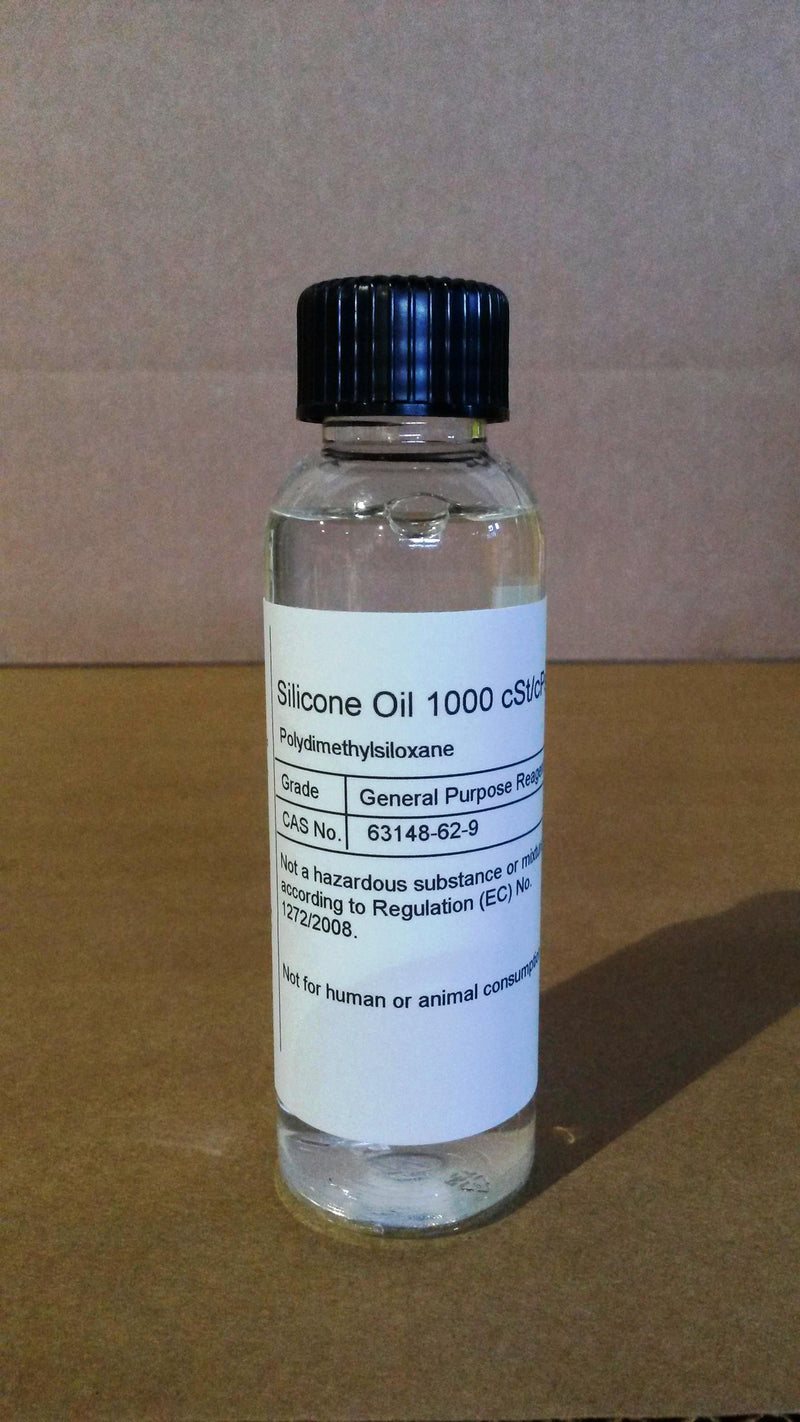 Silicone Oil 1000 cSt/cP
Polydimethylsiloxane
Grade General Purpose
CAS No. 63148-62-9
Not a hazardous substance or
according to Regulation (EC) No.
1272/2008.
Not for human or animal